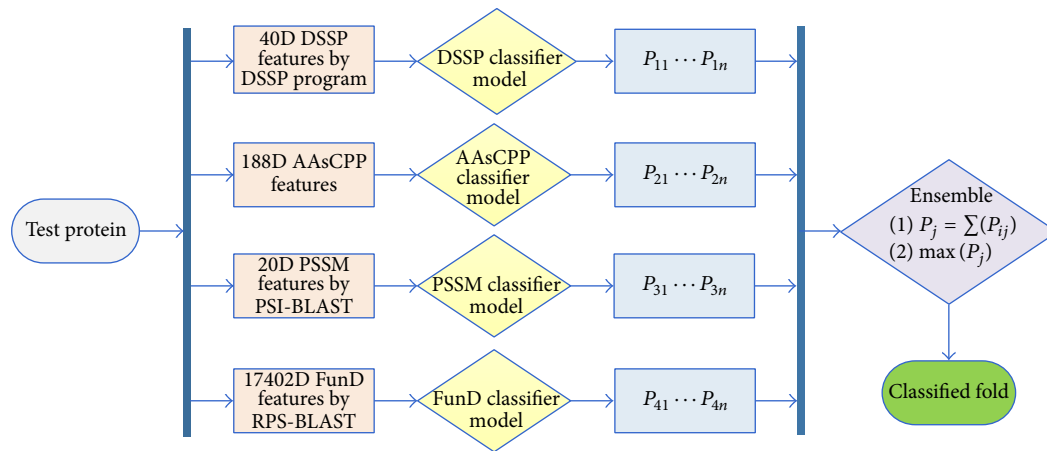 Test protein
40D DSSP
features by
DSSP program
DSSP classifier
model
P₁₁ ⋯ P₁ₙ
188D AAsCPP
features
AAsCPP
classifier
model
P₂₁ ⋯ P₂ₙ
20D PSSM
features by
PSI-BLAST
PSSM classifier
model
P₃₁ ⋯ P₃ₙ
17402D FunD
features by
RPS-BLAST
FunD classifier
model
P₄₁ ⋯ P₄ₙ
Ensemble
(1) Pⱼ = ∑(Pᵢⱼ)
(2) max (Pⱼ)
Classified fold